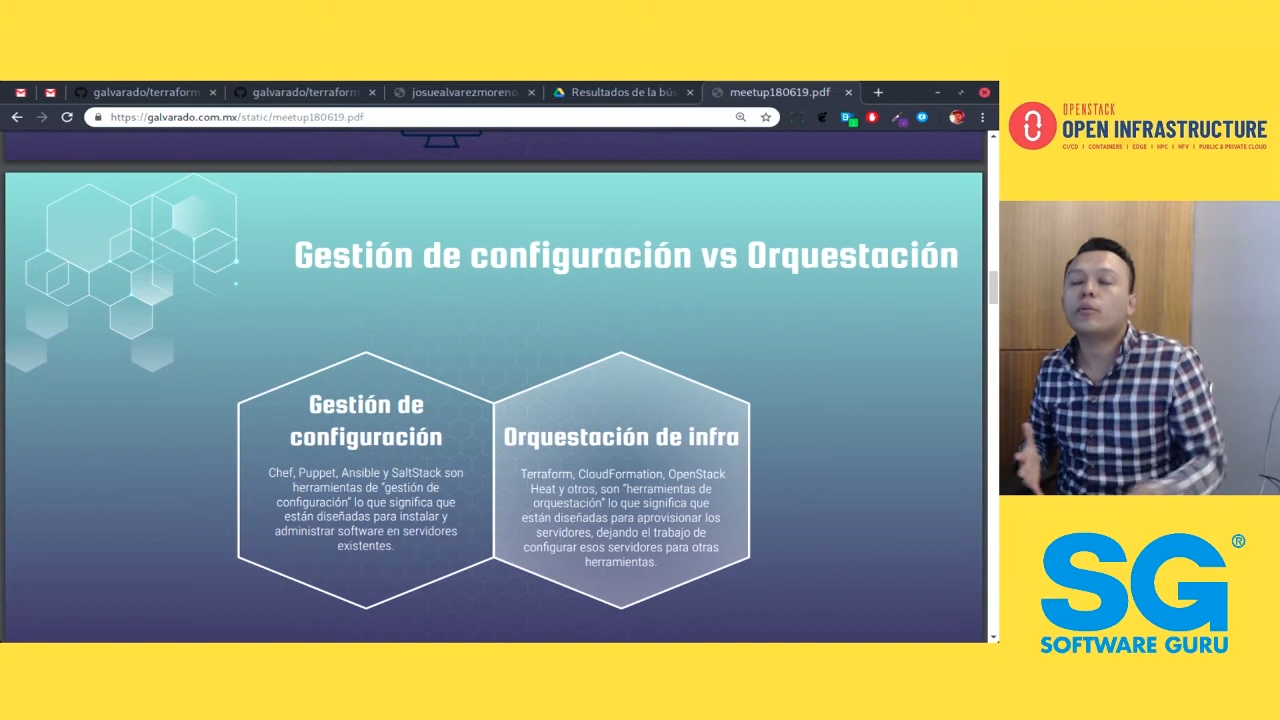 galvarado/terraform
galvarado/terraform
josuealvarezmoreno
Resultados de la bús
meetup180619.pdf
https://galvarado.com.mx/static/meetup180619.pdf
Gestión de configuración vs Orquestación
Gestión de
configuración
Chef, Puppet, Ansible y SaltStack son
herramientas de “gestión de
configuración” lo que significa que
están diseñadas para instalar y
administrar software en servidores
existentes.
Orquestación de infra
Terraform, CloudFormation, OpenStack
Heat y otros, son “herramientas de
orquestación” lo que significa que
están diseñadas para aprovisionar los
servidores, dejando el trabajo de
configurar esos servidores para otras
herramientas.
OPENSTACK
OPEN INFRASTRUCTURE
CI/CD | CONTAINERS | EDGE | HPC | NFV | PUBLIC & PRIVATE CLOUD
SG®
SOFTWARE GURU